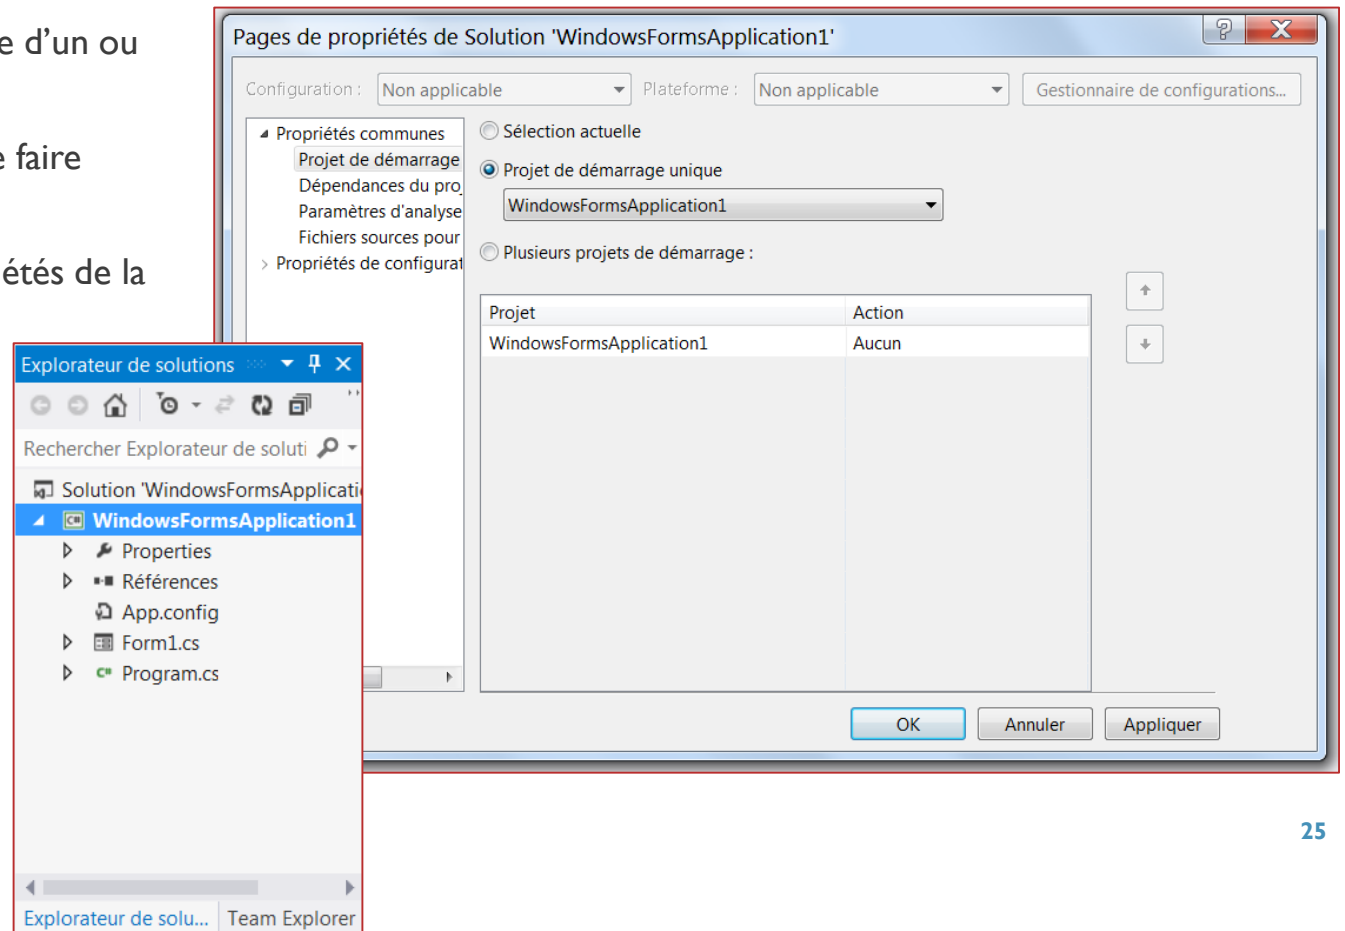 e d'un ou
e faire
étés de la
Pages de propriétés de Solution 'WindowsFormsApplication1'
Configuration : Non applicable Plateforme : Non applicable Gestionnaire de configurations...
Propriétés communes
Projet de démarrage
Dépendances du proj
Paramètres d'analyse
Fichiers sources pour
Propriétés de configurat
Sélection actuelle
Projet de démarrage unique
WindowsFormsApplication1
Plusieurs projets de démarrage :
Projet Action
WindowsFormsApplication1 Aucun
OK Annuler Appliquer
Explorateur de solutions
Rechercher Explorateur de soluti
Solution 'WindowsFormsApplicatio
WindowsFormsApplication1
Properties
Références
App.config
Form1.cs
Program.cs
Explorateur de solu... Team Explorer
25